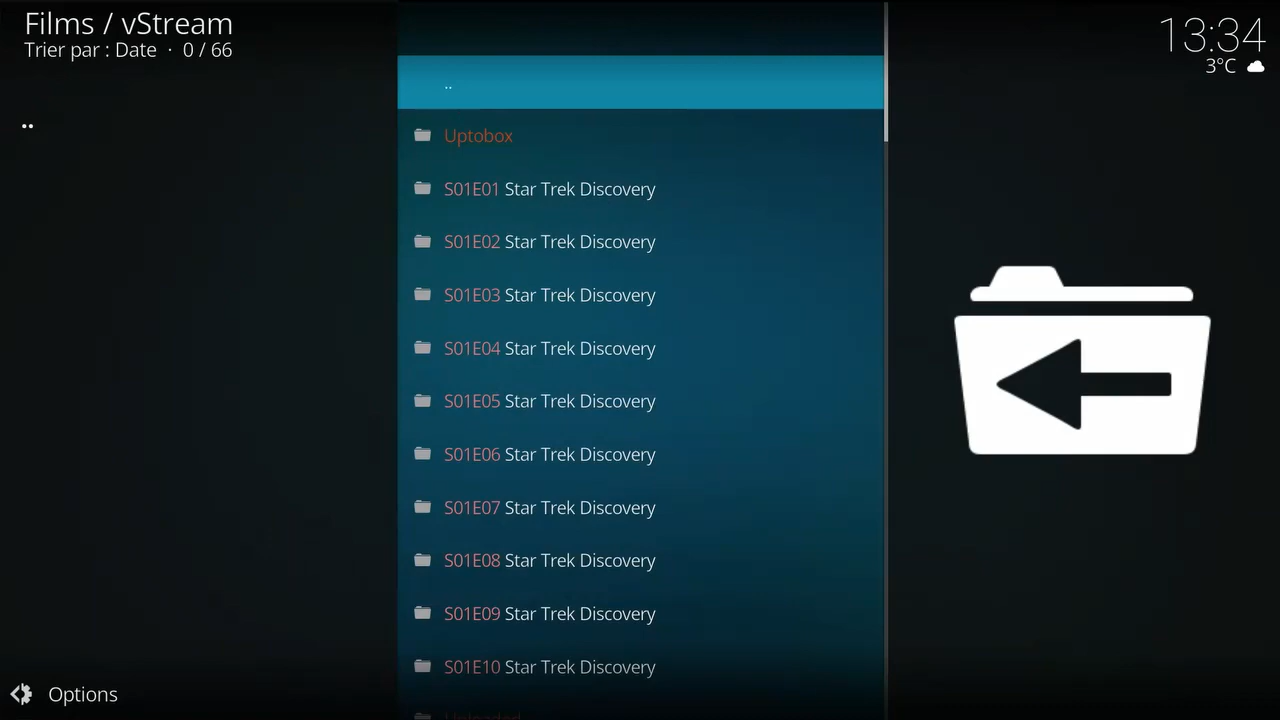 Films / vStream
Trier par : Date · 0 / 66
13:34
3°C
..
..
Uptobox
S01E01 Star Trek Discovery
S01E02 Star Trek Discovery
S01E03 Star Trek Discovery
S01E04 Star Trek Discovery
S01E05 Star Trek Discovery
S01E06 Star Trek Discovery
S01E07 Star Trek Discovery
S01E08 Star Trek Discovery
S01E09 Star Trek Discovery
S01E10 Star Trek Discovery
Options